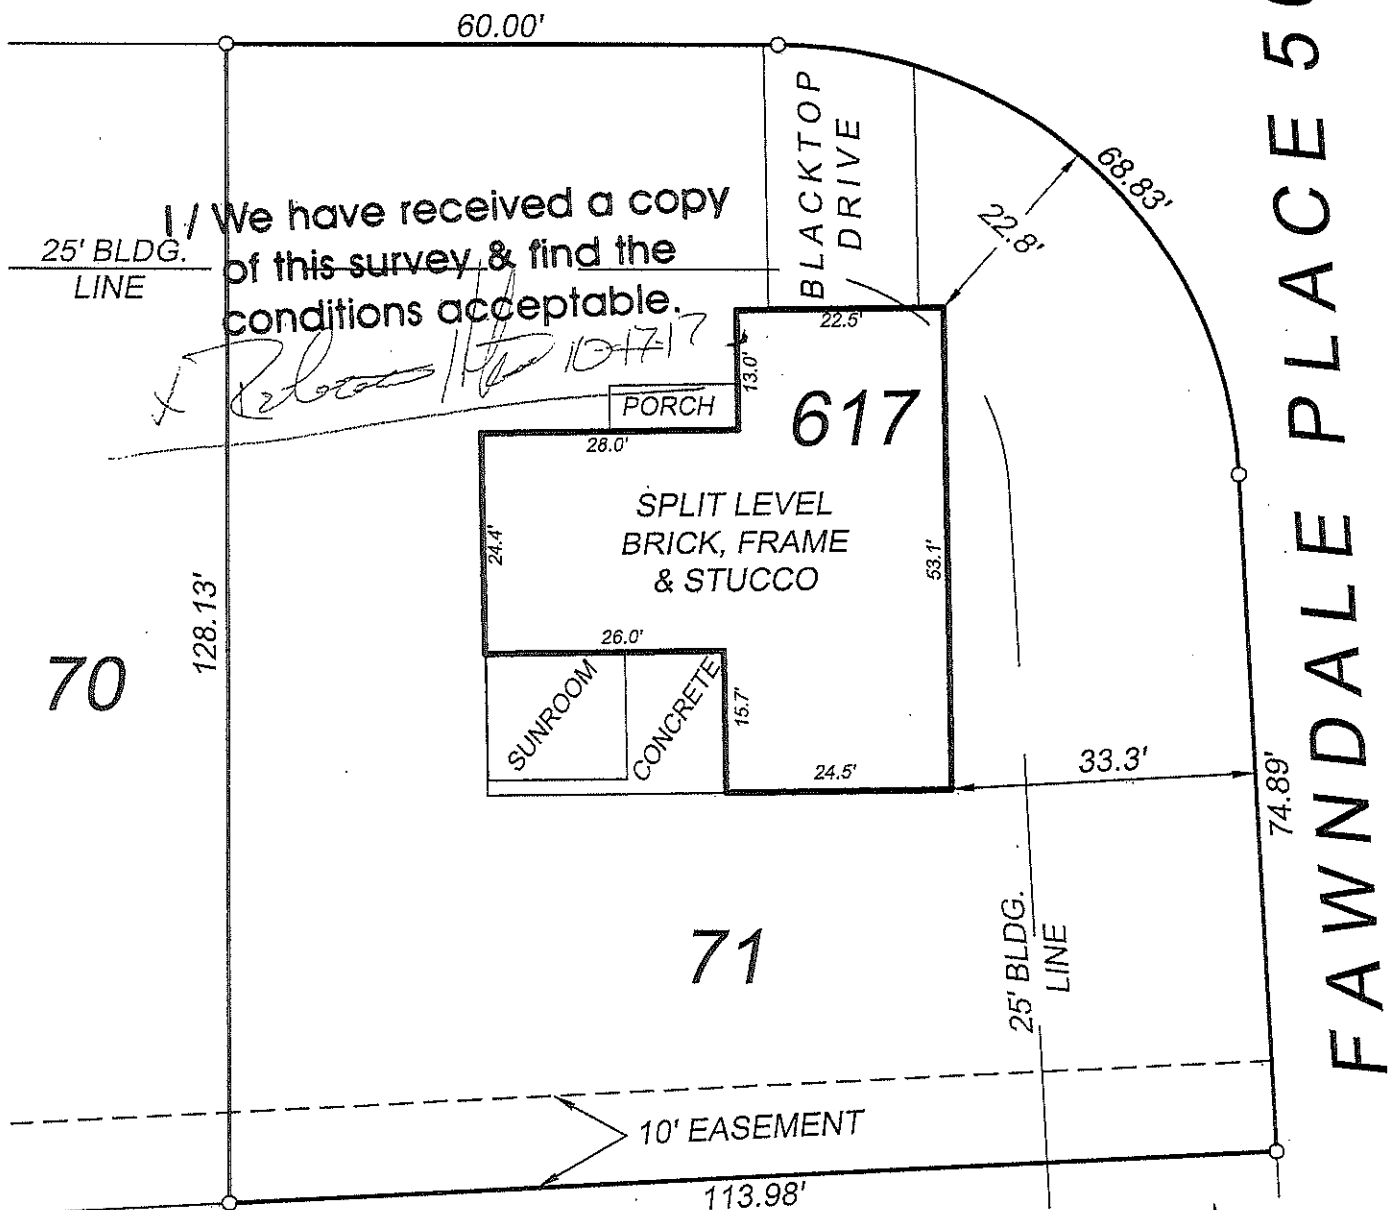 60.00'
BLACKTOP
DRIVE
68.83'
22.8'
I / We have received a copy
of this survey & find the
conditions acceptable.
25' BLDG.
LINE
10-17-17
22.5'
13.0'
PORCH
617
28.0'
SPLIT LEVEL
BRICK, FRAME
& STUCCO
24.4'
53.1'
128.13'
26.0'
70
SUNROOM
CONCRETE
15.7'
24.5'
33.3'
74.89'
FAWNDALE PLACE
71
25' BLDG.
LINE
10' EASEMENT
113.98'